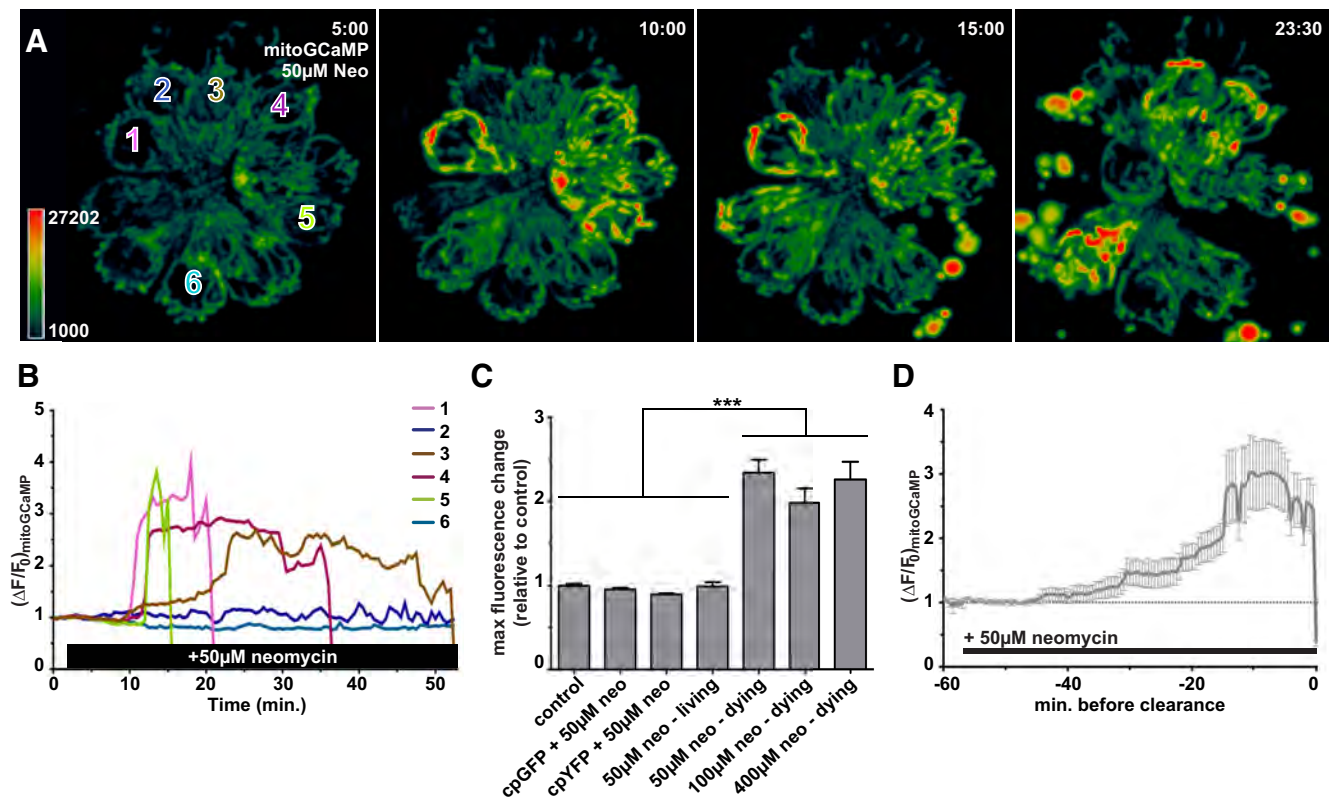 A
5:00
mitoGCaMP
50µM Neo
10:00
15:00
23:30
2
3
4
1
5
6
27202
1000
B
5
4
3
2
1
0
(ΔF/F0)mitoGCaMP
1
2
3
4
5
6
+50µM neomycin
0
10
20
30
40
50
Time (min.)
C
max fluorescence change
(relative to control)
3
2
1
0
***
control
cpGFP + 50µM neo
cpYFP + 50µM neo
50µM neo - living
50µM neo - dying
100µM neo - dying
400µM neo - dying
D
(ΔF/F0)mitoGCaMP
4
3
2
1
0
+ 50µM neomycin
-60
-40
-20
0
min. before clearance